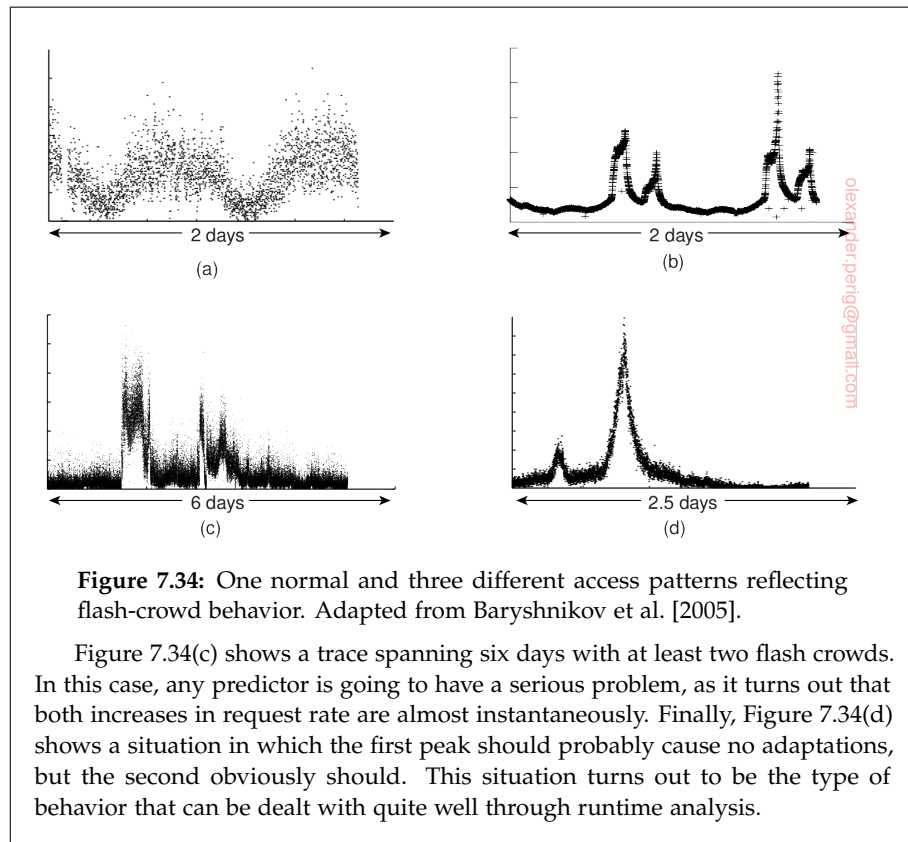 2 days
(a)
2 days
(b)
olexander.perig@gmail.com
6 days
(c)
2.5 days
(d)
Figure 7.34: One normal and three different access patterns reflecting
flash-crowd behavior. Adapted from Baryshnikov et al. [2005].
Figure 7.34(c) shows a trace spanning six days with at least two flash crowds.
In this case, any predictor is going to have a serious problem, as it turns out that
both increases in request rate are almost instantaneously. Finally, Figure 7.34(d)
shows a situation in which the first peak should probably cause no adaptations,
but the second obviously should. This situation turns out to be the type of
behavior that can be dealt with quite well through runtime analysis.